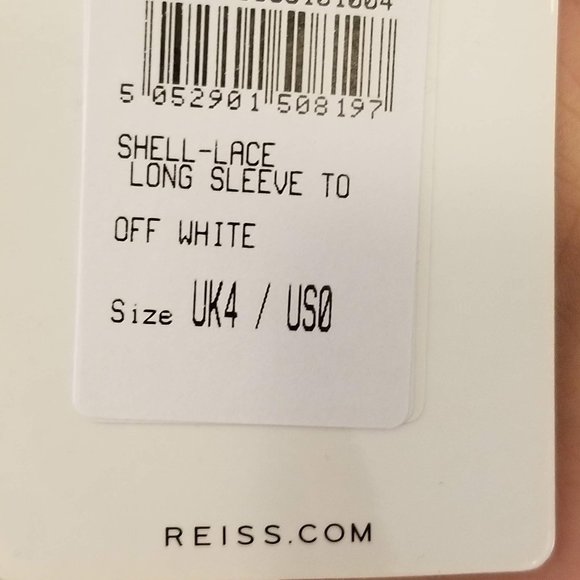 5 052901 508197
SHELL-LACE
LONG SLEEVE TO
OFF WHITE
Size UK4 / US0
REISS.COM